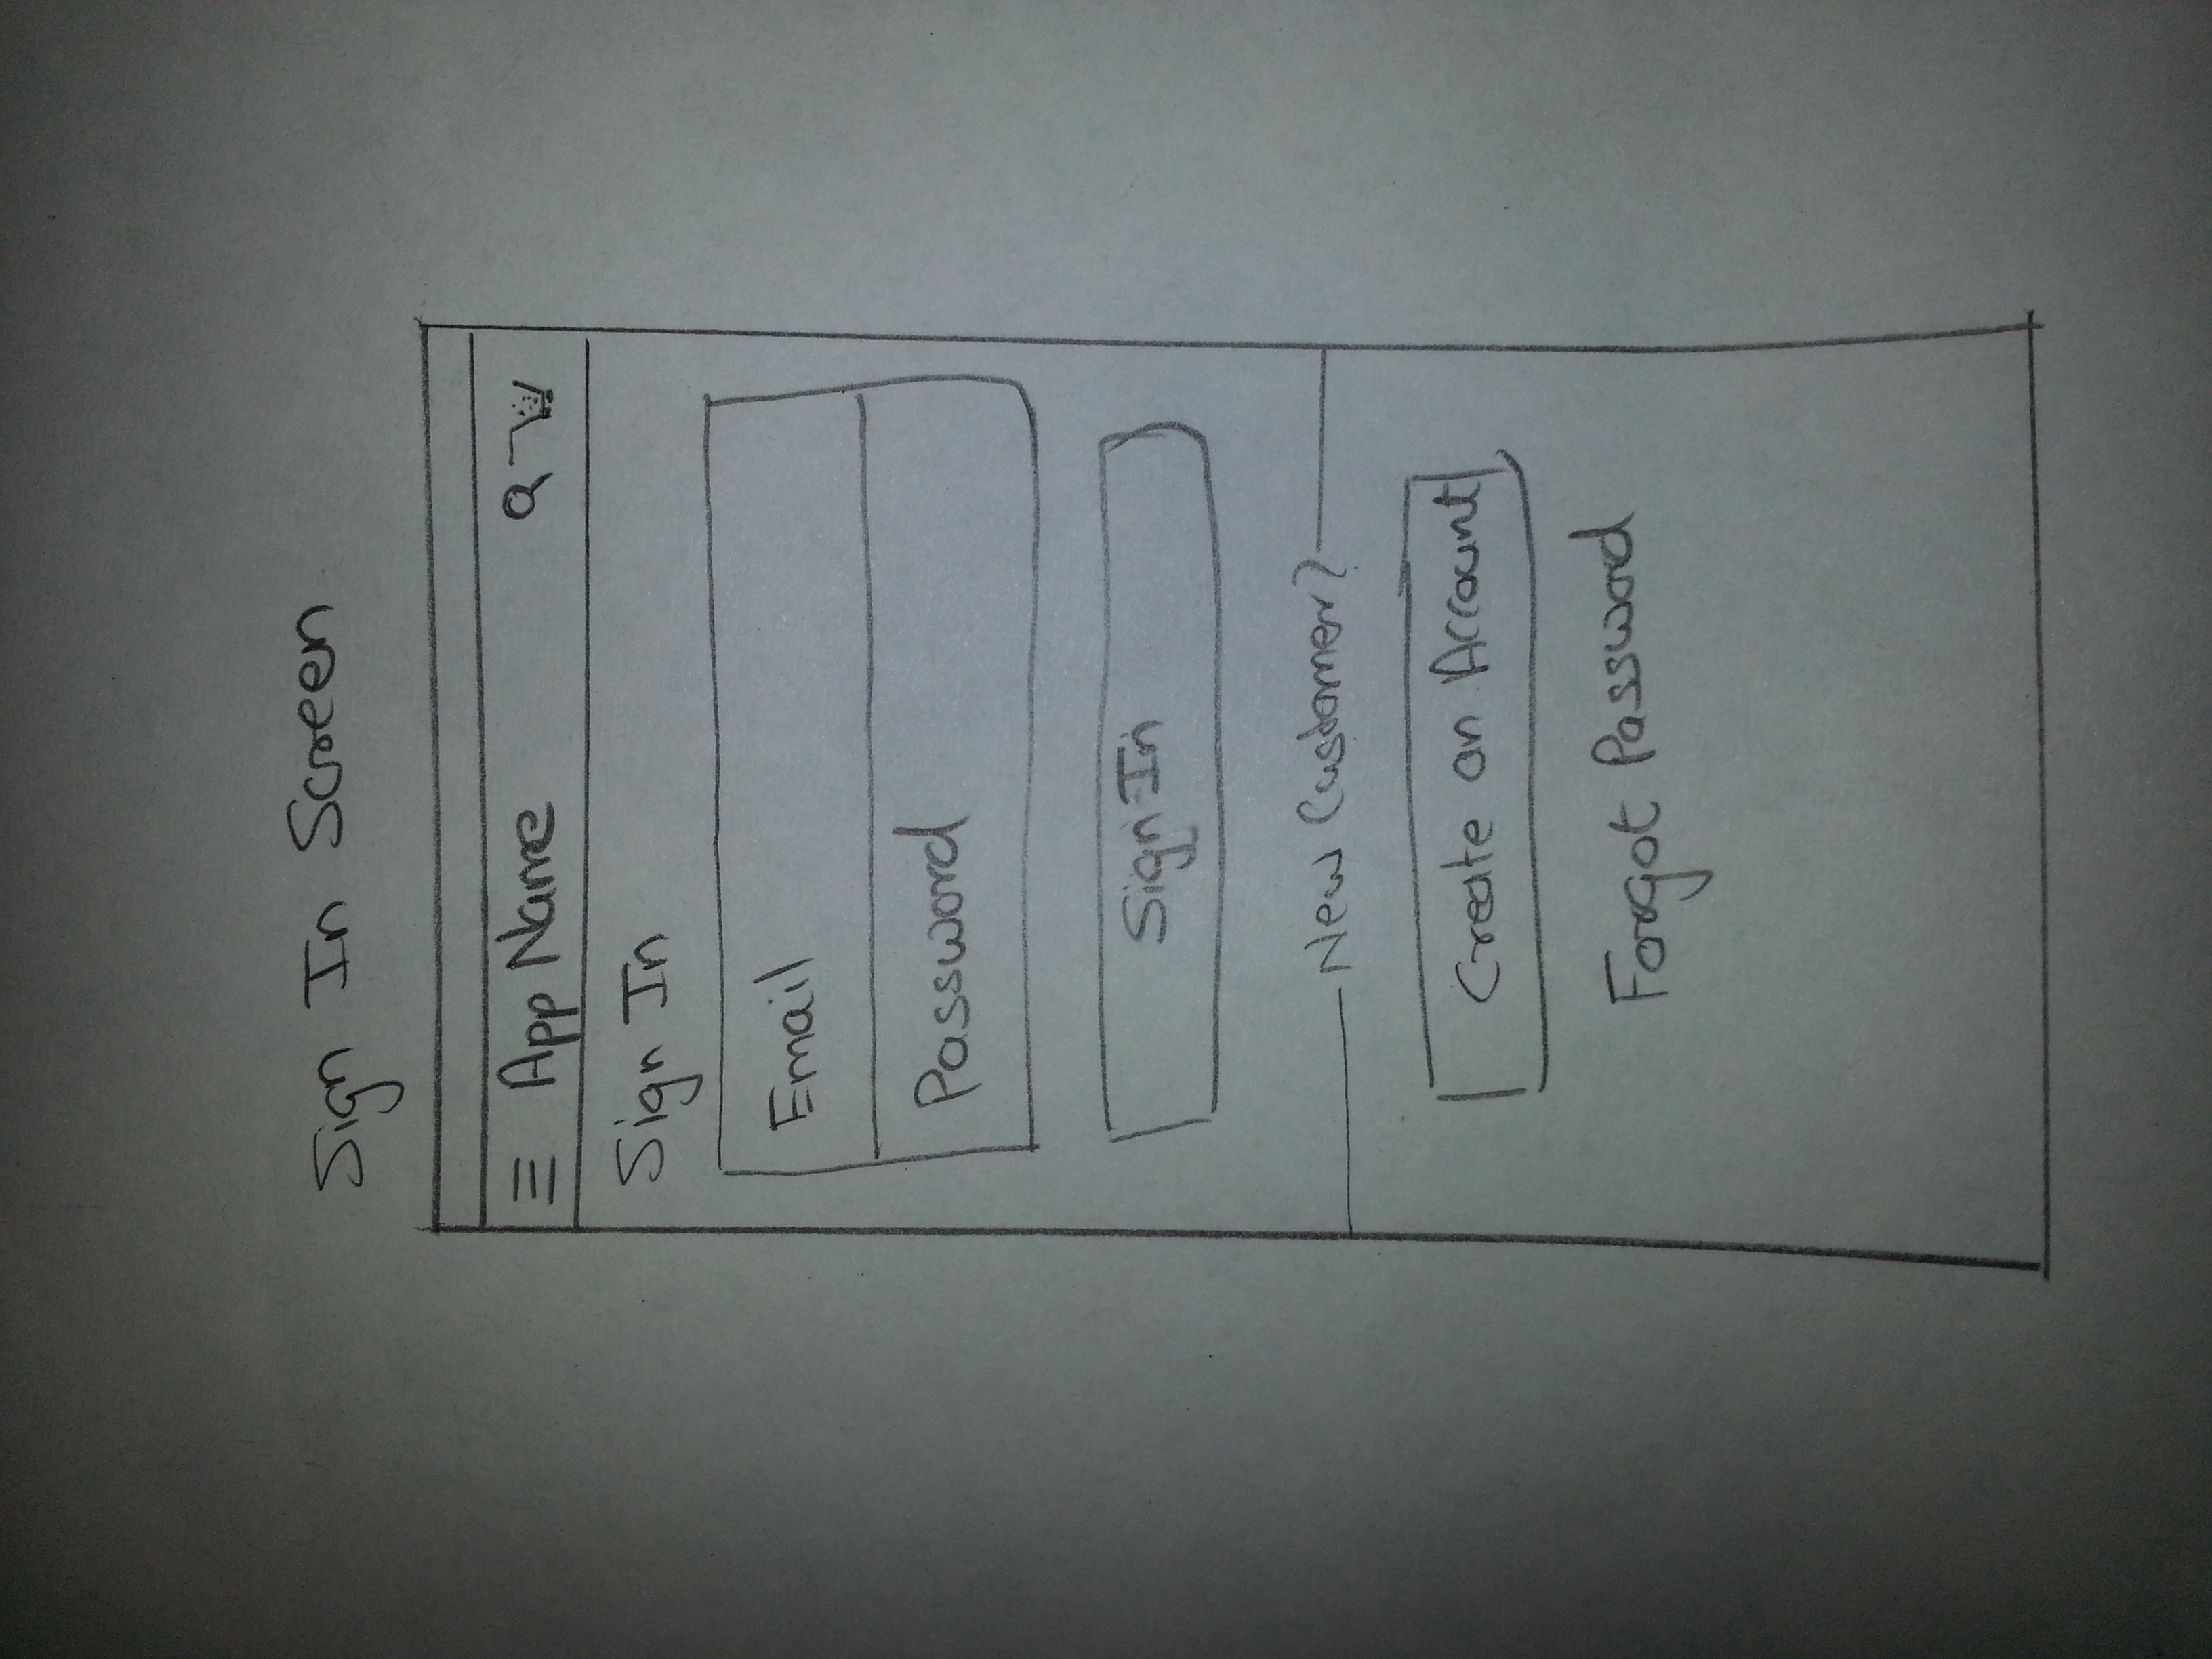 Sign In Screen
App Name
Sign In
Email
Password
Sign In
New Customer?
Create an Account
Forgot Password